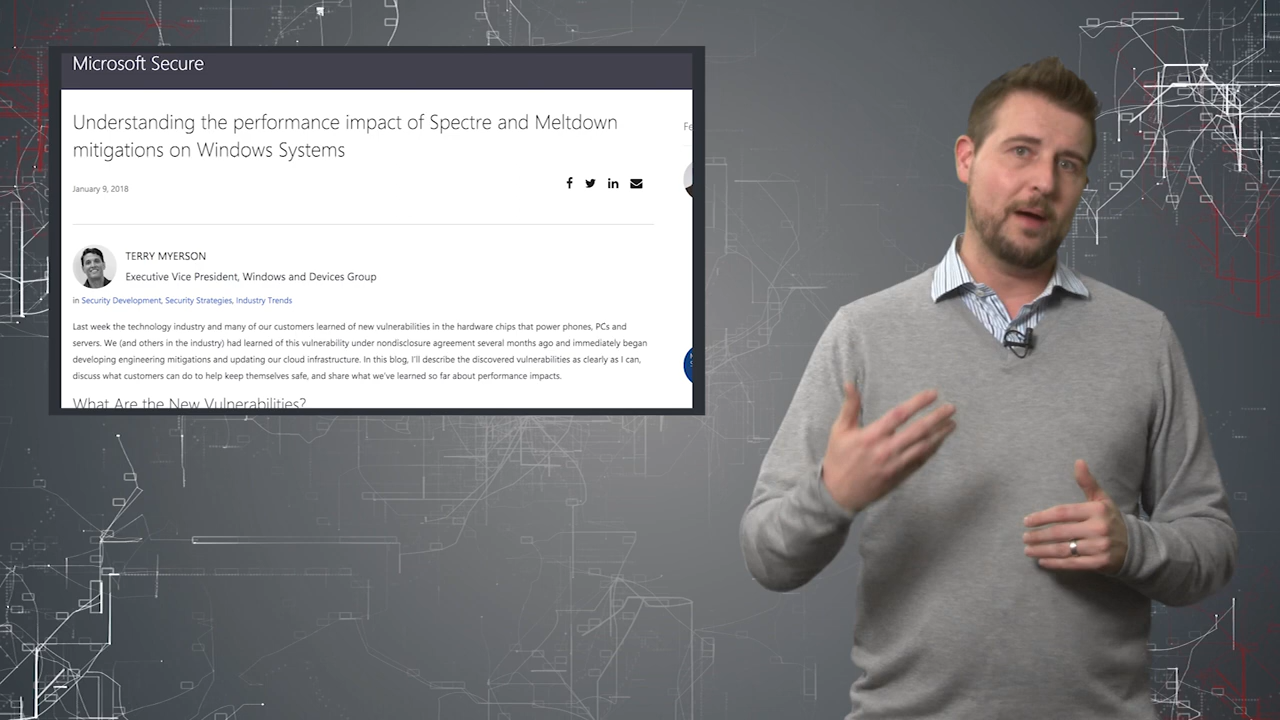 Microsoft Secure
Understanding the performance impact of Spectre and Meltdown
mitigations on Windows Systems
Fe
January 9, 2018
TERRY MYERSON
Executive Vice President, Windows and Devices Group
in Security Development, Security Strategies, Industry Trends
Last week the technology industry and many of our customers learned of new vulnerabilities in the hardware chips that power phones, PCs and
servers. We (and others in the industry) had learned of this vulnerability under nondisclosure agreement several months ago and immediately began
developing engineering mitigations and updating our cloud infrastructure. In this blog, I'll describe the discovered vulnerabilities as clearly as I can,
discuss what customers can do to help keep themselves safe, and share what we've learned so far about performance impacts.
What Are the New Vulnerabilities?